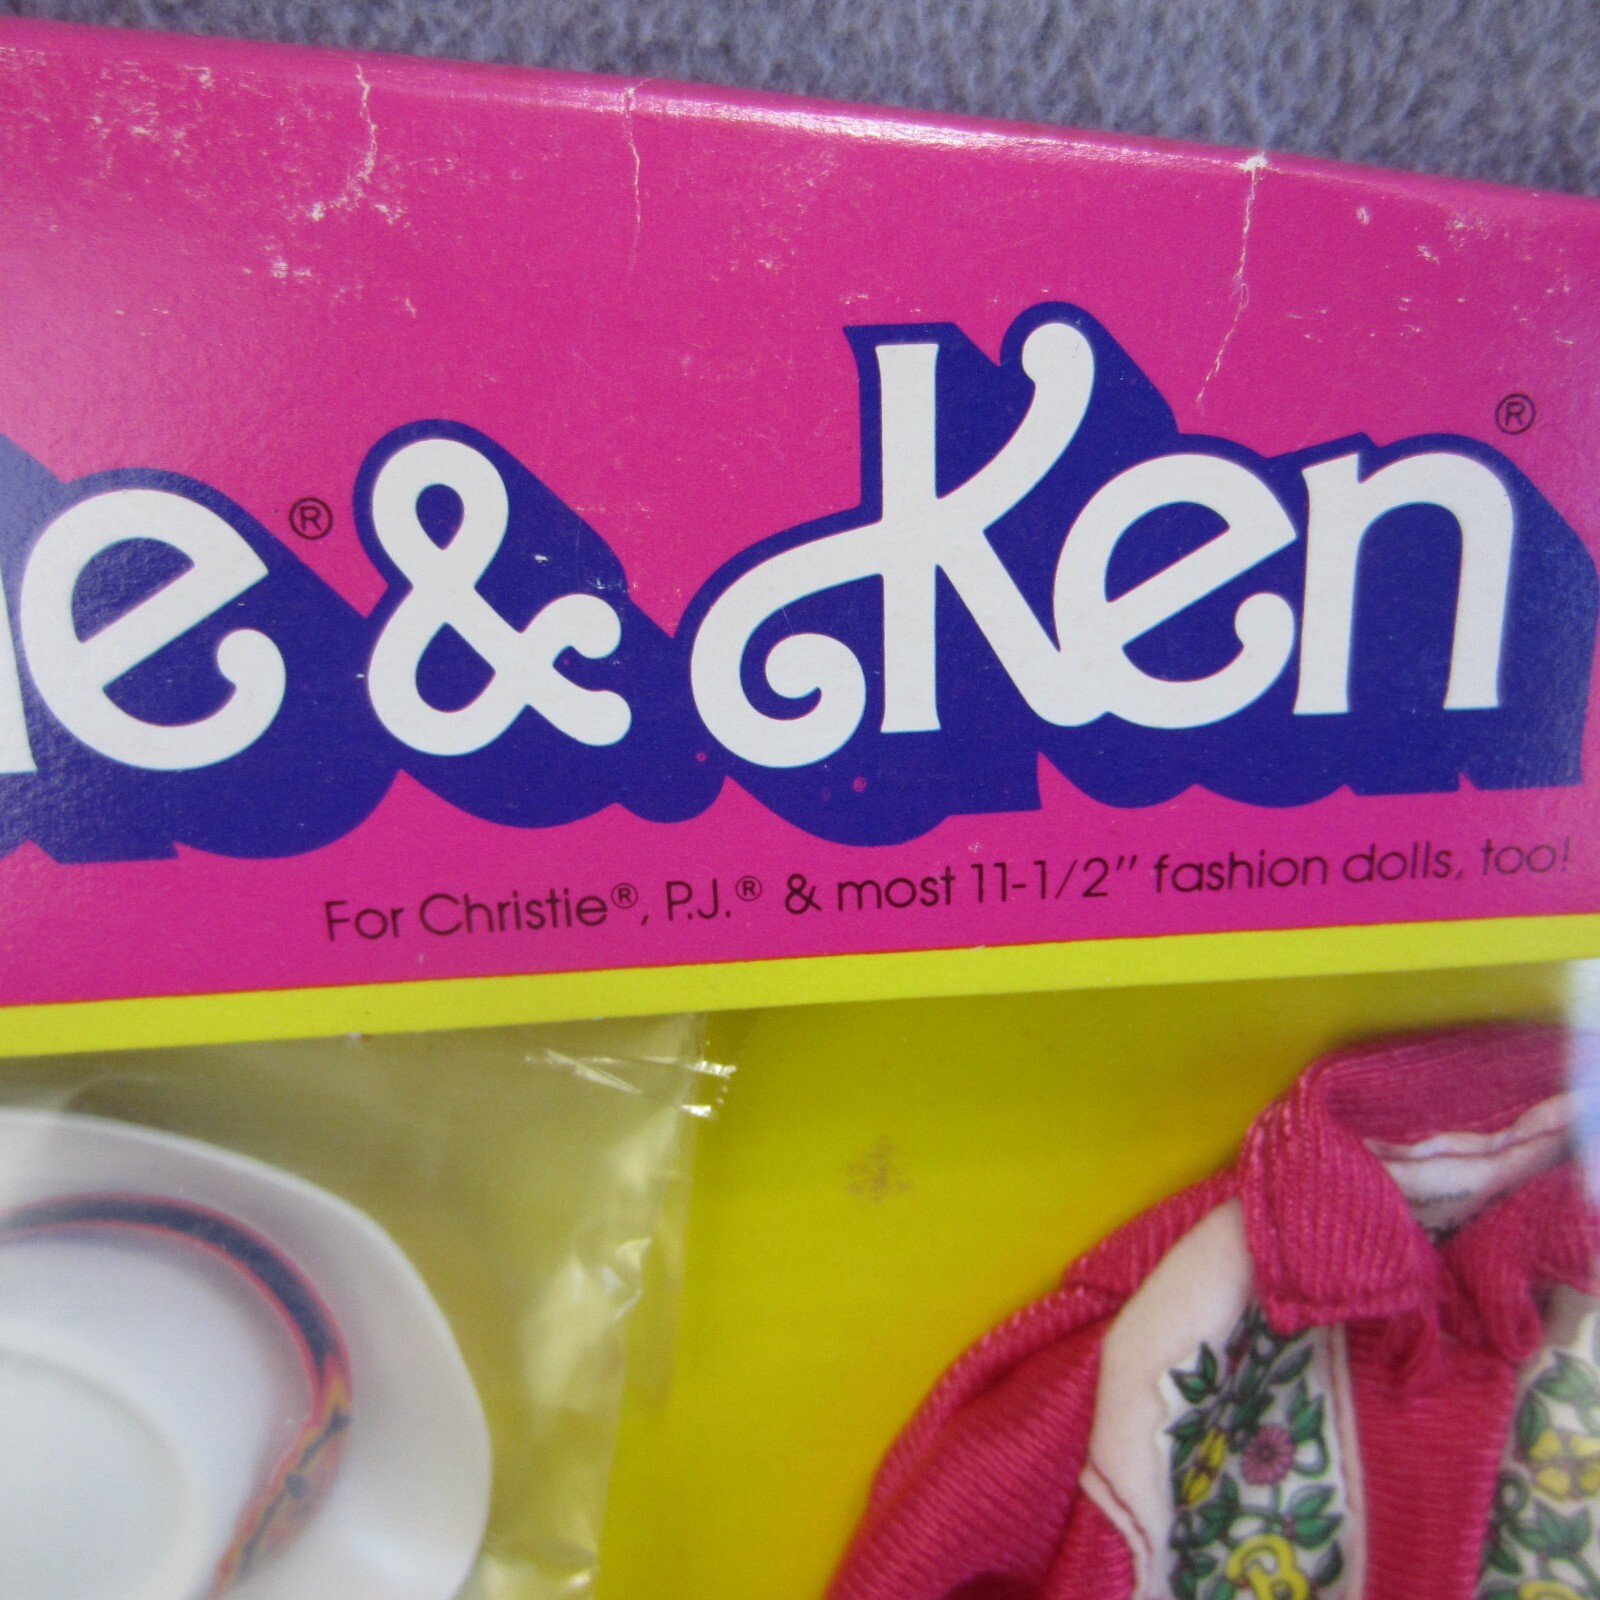 ie® & Ken®
For Christie®, P.J.® & most 11-1/2" fashion dolls, too!
B